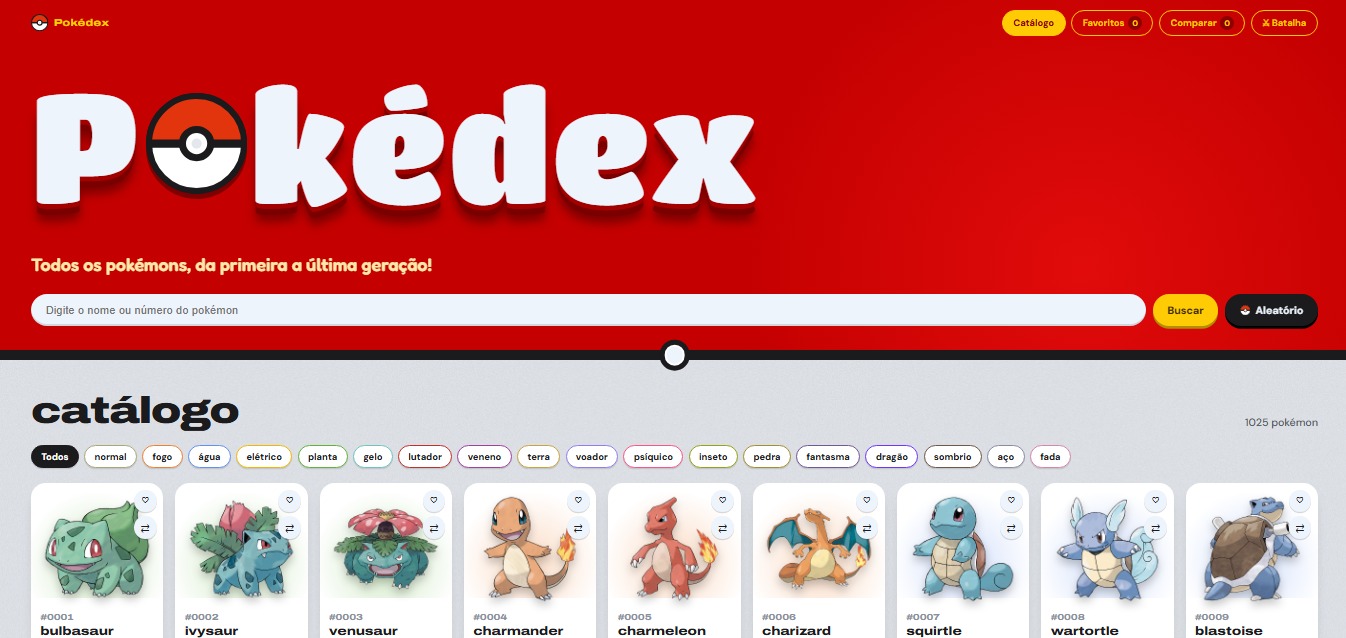 Pokédex
Catálogo Favoritos 0 Comparar 0 Batalha
Pokédex
Todos os pokémons, da primeira a última geração!
Digite o nome ou número do pokémon Buscar Aleatório
catálogo
1025 pokémon
Todos normal fogo água elétrico planta gelo lutador veneno terra voador psíquico inseto pedra fantasma dragão sombrio aço fada
#0001 #0002 #0003 #0004 #0005 #0006 #0007 #0008 #0009
bulbasaur ivysaur venusaur charmander charmeleon charizard squirtle wartortle blastoise